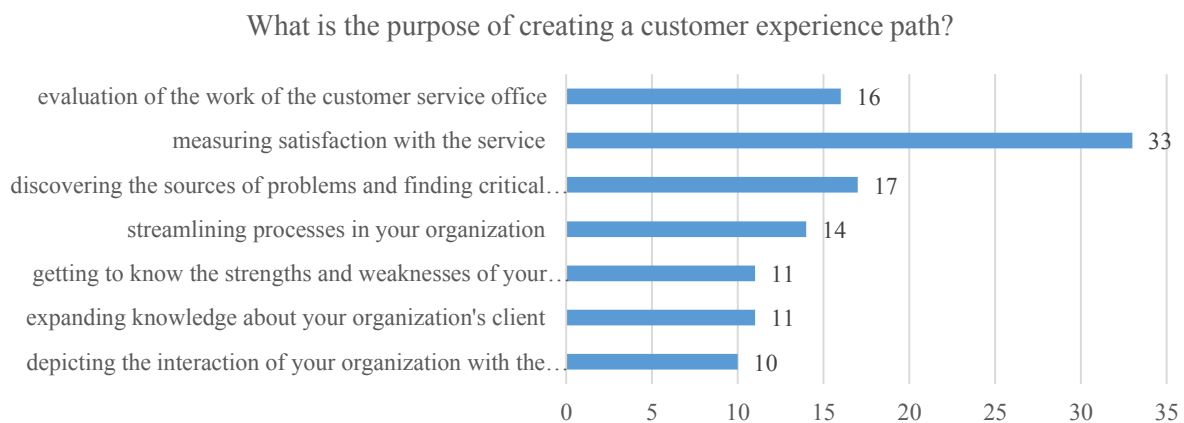 What is the purpose of creating a customer experience path?
evaluation of the work of the customer service office 16
measuring satisfaction with the service 33
discovering the sources of problems and finding critical… 17
streamlining processes in your organization 14
getting to know the strengths and weaknesses of your… 11
expanding knowledge about your organization's client 11
depicting the interaction of your organization with the… 10
0 5 10 15 20 25 30 35